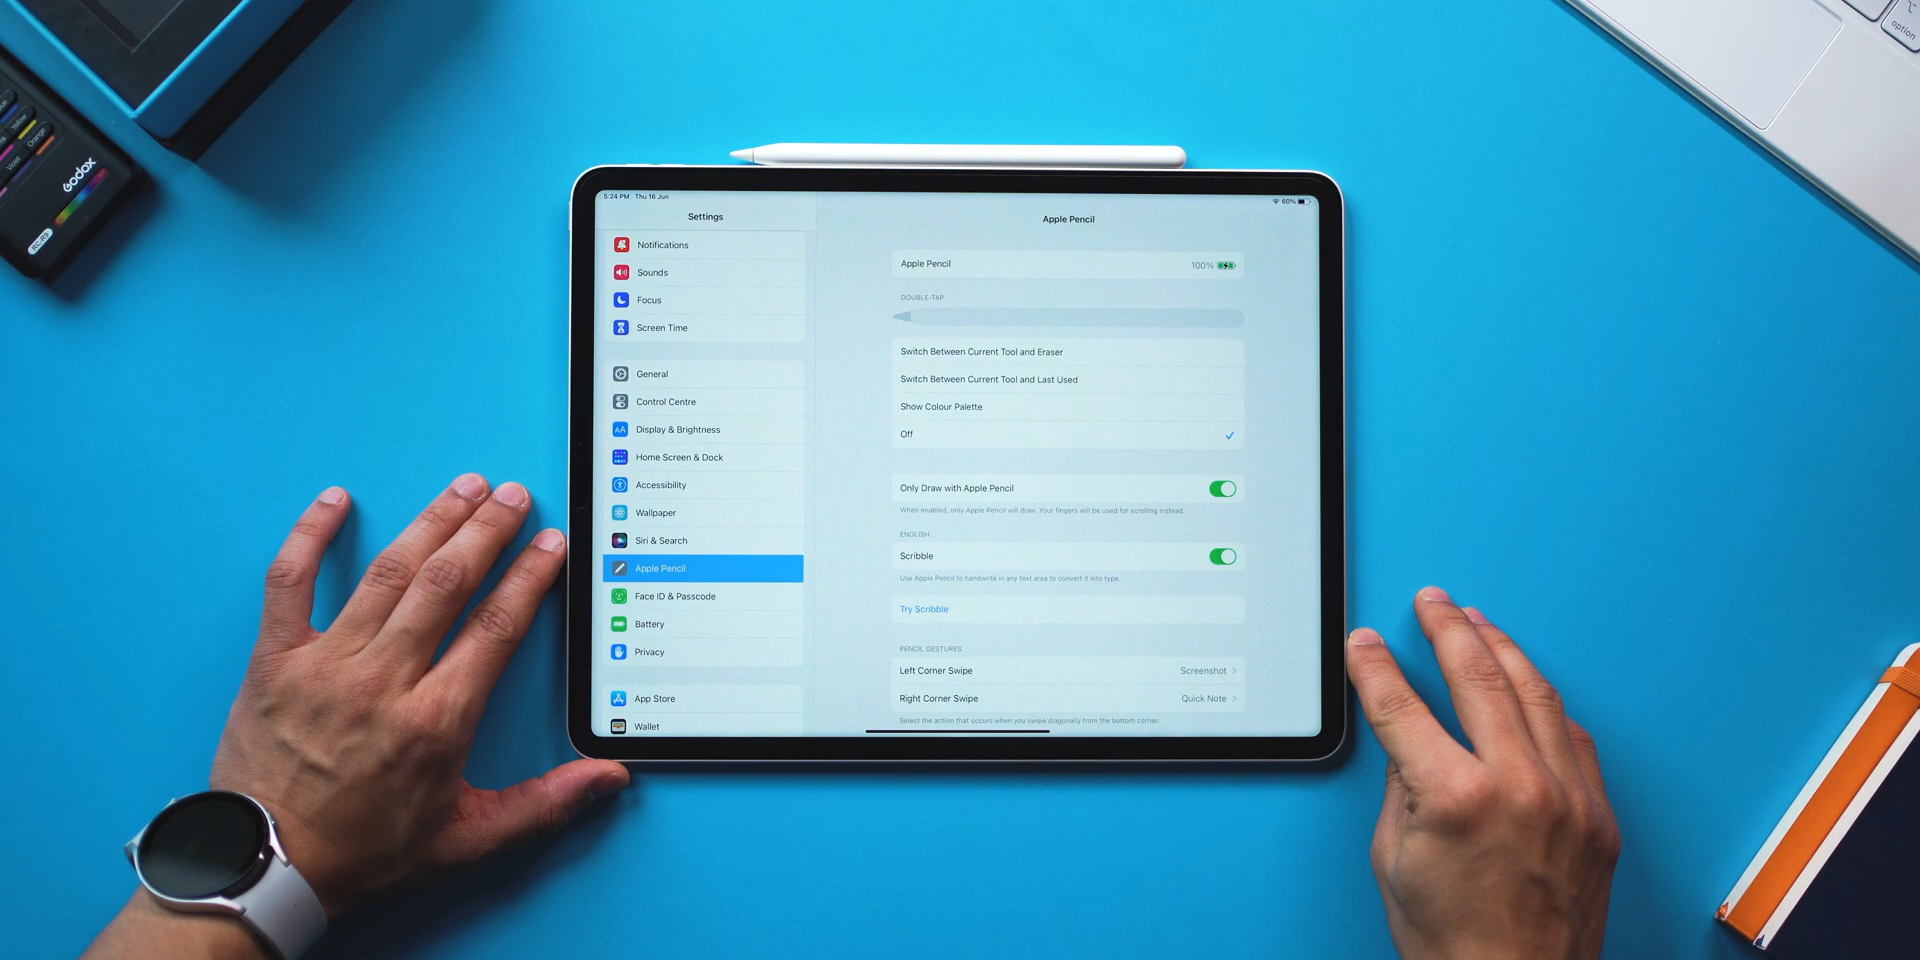 option
Yellow
Orange
Violet
Godox
RC-R9
5:24 PM Thu 16 Jun
60%
Settings
Notifications
Sounds
Focus
Screen Time
General
Control Centre
Display & Brightness
Home Screen & Dock
Accessibility
Wallpaper
Siri & Search
Apple Pencil
Face ID & Passcode
Battery
Privacy
App Store
Wallet
Apple Pencil
Apple Pencil 100%
DOUBLE-TAP
Switch Between Current Tool and Eraser
Switch Between Current Tool and Last Used
Show Colour Palette
Off
Only Draw with Apple Pencil
When enabled, only Apple Pencil will draw. Your fingers will be used for scrolling instead.
ENGLISH
Scribble
Use Apple Pencil to handwrite in any text area to convert it into type.
Try Scribble
PENCIL GESTURES
Left Corner Swipe Screenshot
Right Corner Swipe Quick Note
Select the action that occurs when you swipe diagonally from the bottom corner.